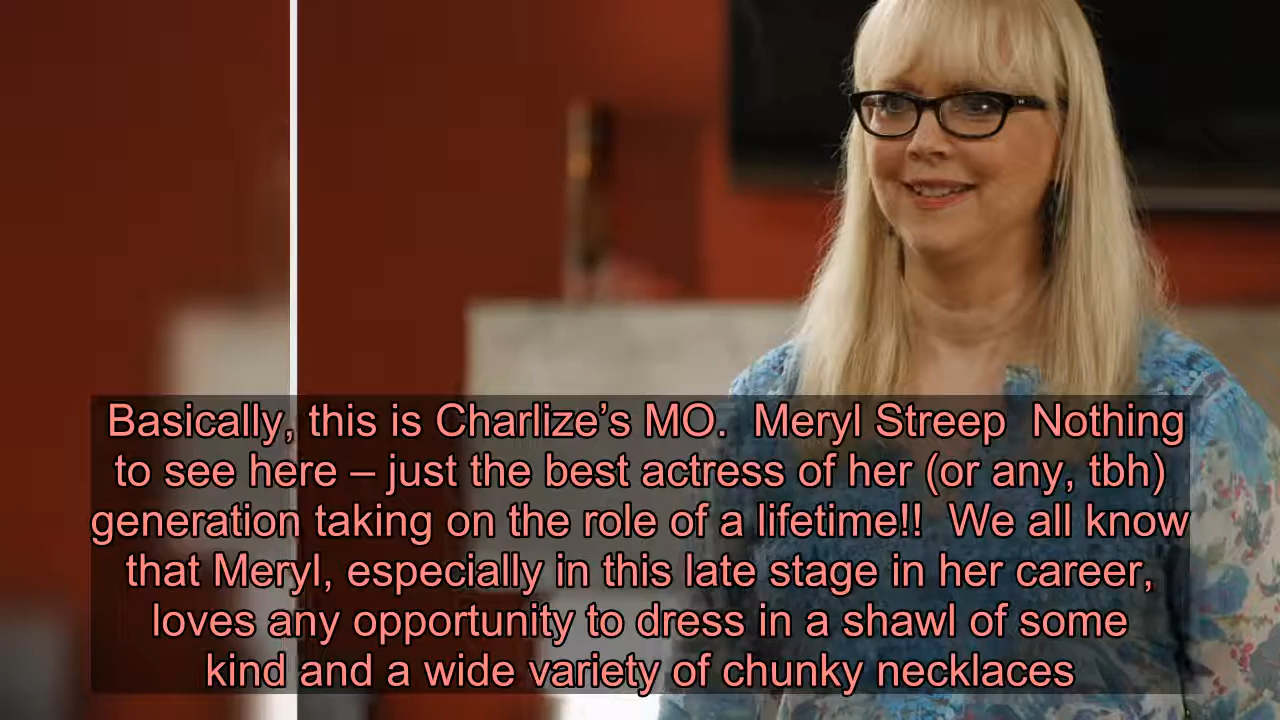 Basically, this is Charlize’s MO.  Meryl Streep  Nothing
to see here – just the best actress of her (or any, tbh)
generation taking on the role of a lifetime!!  We all know
that Meryl, especially in this late stage in her career,
loves any opportunity to dress in a shawl of some
kind and a wide variety of chunky necklaces